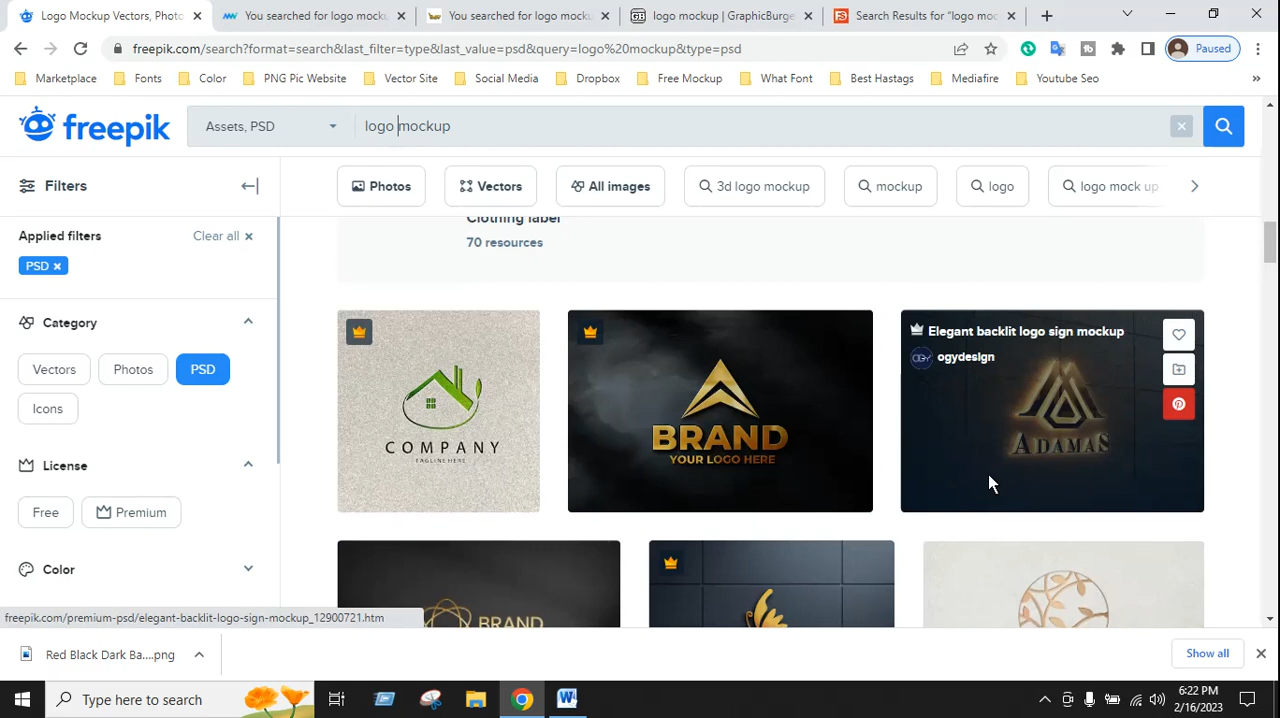 Logo Mockup Vectors, Photo
You searched for logo mocku
You searched for logo mocku
logo mockup | GraphicBurge
Search Results for "logo moc
freepik.com/search?format=search&last_filter=type&last_value=psd&query=logo%20mockup&type=psd
Paused
Marketplace
Fonts
Color
PNG Pic Website
Vector Site
Social Media
Dropbox
Free Mockup
What Font
Best Hastags
Mediafire
Youtube Seo
»
freepik
Assets, PSD
logo mockup
Filters
Photos
Vectors
All images
3d logo mockup
mockup
logo
logo mock up
Applied filters
Clear all
PSD
Clothing label
70 resources
Category
Vectors
Photos
PSD
Icons
License
Free
Premium
Color
COMPANY
TAGLINE HERE
BRAND
YOUR LOGO HERE
Elegant backlit logo sign mockup
OGY
ogydesign
ADAMAS
BRAND
freepik.com/premium-psd/elegant-backlit-logo-sign-mockup_12900721.htm
Red Black Dark Ba....png
Show all
Type here to search
6:22 PM
2/16/2023